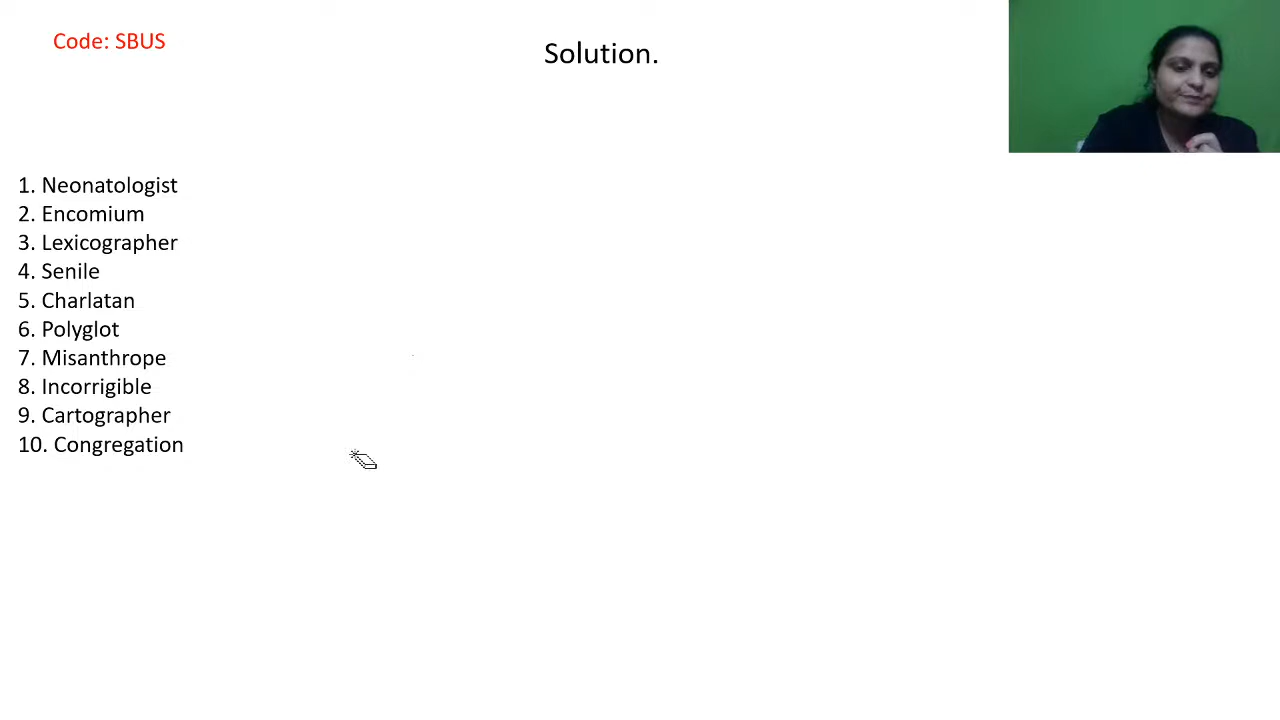 Code: SBUS
Solution.
1. Neonatologist
2. Encomium
3. Lexicographer
4. Senile
5. Charlatan
6. Polyglot
7. Misanthrope
8. Incorrigible
9. Cartographer
10. Congregation